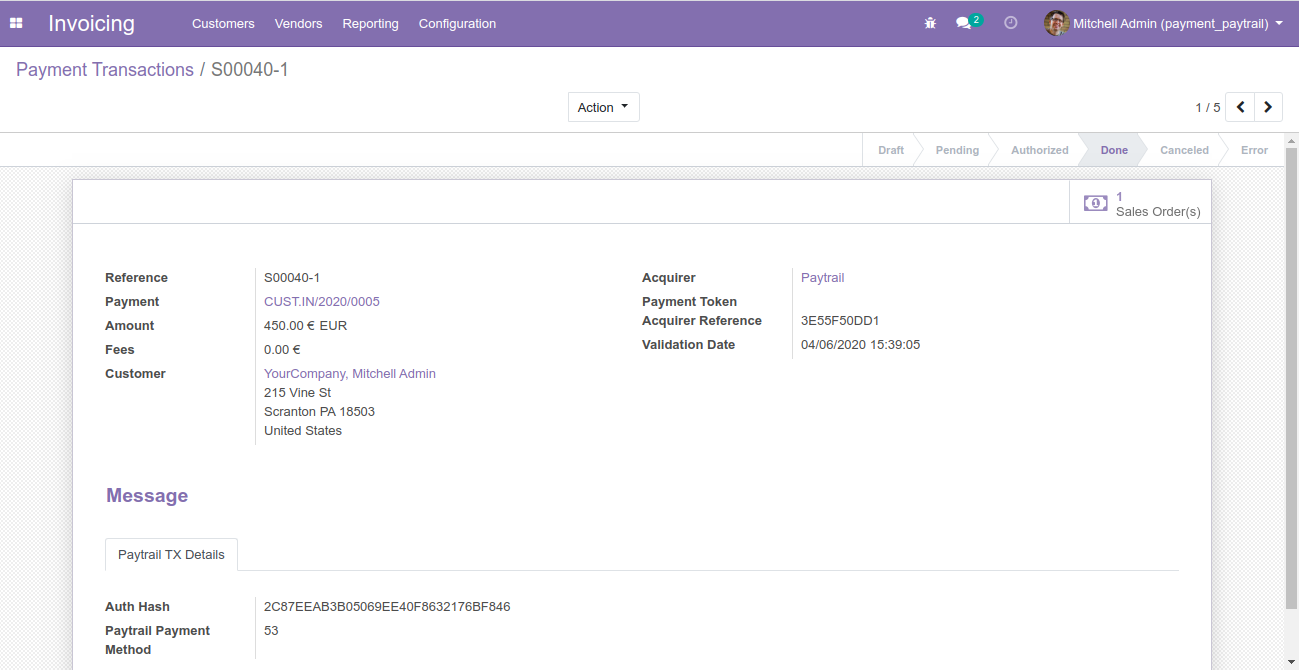 Invoicing Customers Vendors Reporting Configuration 2 Mitchell Admin (payment_paytrail)
Payment Transactions / S00040-1
Action 1 / 5
Draft Pending Authorized Done Canceled Error
1
Sales Order(s)
Reference S00040-1
Payment CUST.IN/2020/0005
Amount 450.00 € EUR
Fees 0.00 €
Customer YourCompany, Mitchell Admin
215 Vine St
Scranton PA 18503
United States
Acquirer Paytrail
Payment Token
Acquirer Reference 3E55F50DD1
Validation Date 04/06/2020 15:39:05
Message
Paytrail TX Details
Auth Hash 2C87EEAB3B05069EE40F8632176BF846
Paytrail Payment 53
Method